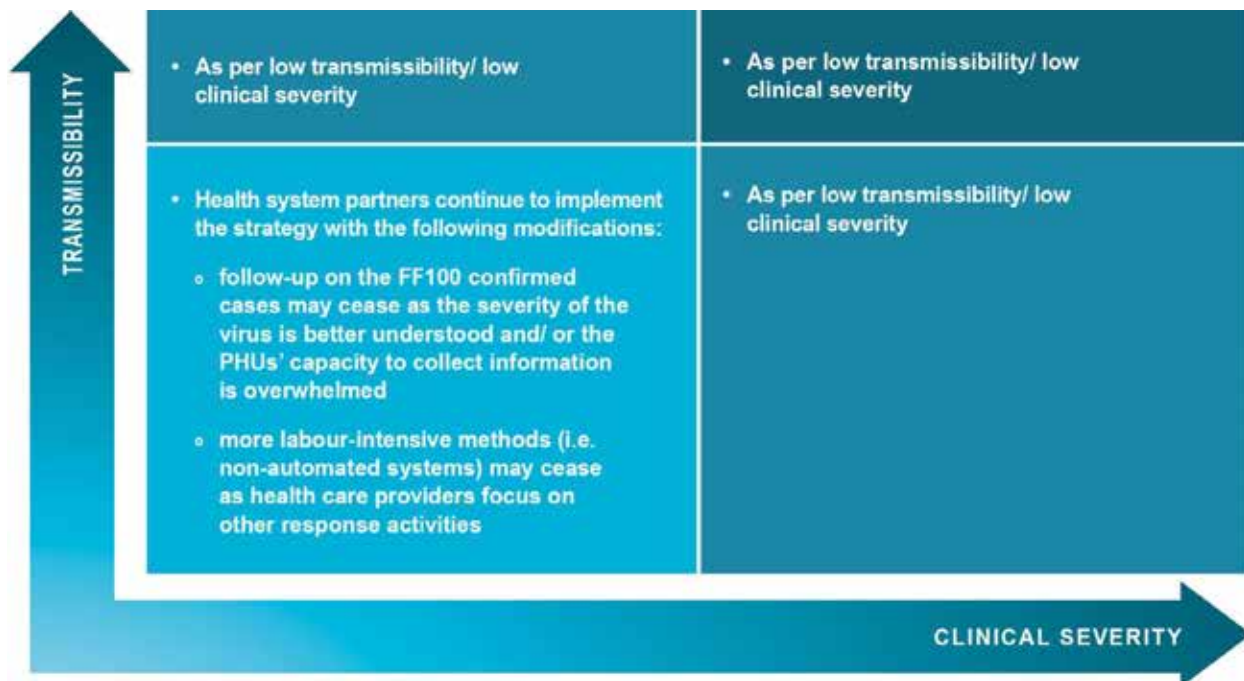 TRANSMISSIBILITY
• As per low transmissibility/ low
clinical severity
• As per low transmissibility/ low
clinical severity
• Health system partners continue to implement
the strategy with the following modifications:
o follow-up on the FF100 confirmed
cases may cease as the severity of the
virus is better understood and/ or the
PHUs' capacity to collect information
is overwhelmed
o more labour-intensive methods (i.e.
non-automated systems) may cease
as health care providers focus on
other response activities
• As per low transmissibility/ low
clinical severity
CLINICAL SEVERITY